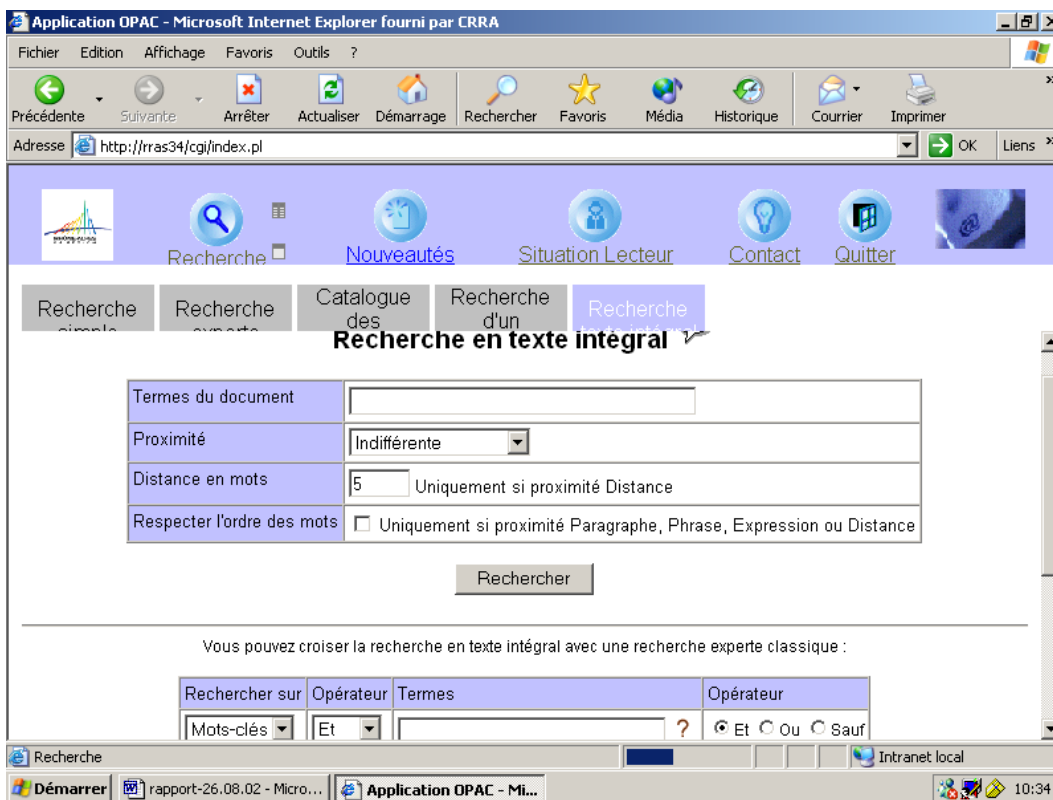 Application OPAC - Microsoft Internet Explorer fourni par CRRA
Fichier Edition Affichage Favoris Outils ?
Précédente Suivante Arrêter Actualiser Démarrage Rechercher Favoris Média Historique Courrier Imprimer
Adresse http://rras34/cgi/index.pl OK Liens »
Recherche Nouveautés Situation Lecteur Contact Quitter
Recherche simple Recherche experte Catalogue des Recherche d'un Recherche texte intégral
Recherche en texte intégral
Termes du document
Proximité Indifférente
Distance en mots 5 Uniquement si proximité Distance
Respecter l'ordre des mots Uniquement si proximité Paragraphe, Phrase, Expression ou Distance
Rechercher
Vous pouvez croiser la recherche en texte intégral avec une recherche experte classique :
Rechercher sur Opérateur Termes Opérateur
Mots-clés Et ? Et Ou Sauf
Recherche Intranet local
Démarrer rapport-26.08.02 - Micro... Application OPAC - Mi... 10:34